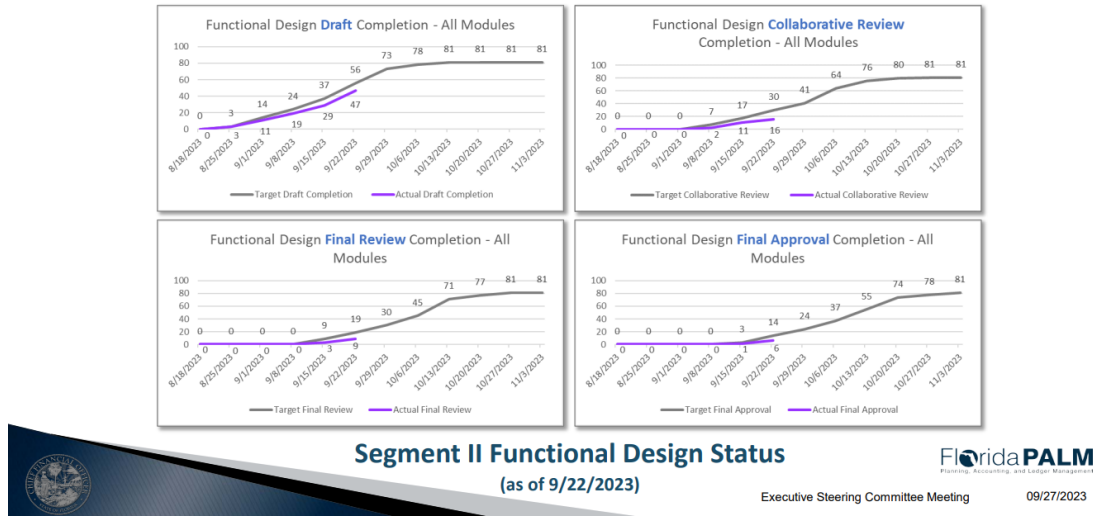 Functional Design Draft Completion - All Modules
100
80
60
40
20
0
0 3 14 24 37 56 73 78 81 81 81 81
0 3 11 19 29 47
8/18/2023 8/25/2023 9/1/2023 9/8/2023 9/15/2023 9/22/2023 9/29/2023 10/6/2023 10/13/2023 10/20/2023 10/27/2023 11/3/2023
Target Draft Completion Actual Draft Completion
Functional Design Collaborative Review
Completion - All Modules
100
80
60
40
20
0
0 0 0 7 17 30 41 64 76 80 81 81
0 0 0 2 11 16
8/18/2023 8/25/2023 9/1/2023 9/8/2023 9/15/2023 9/22/2023 9/29/2023 10/6/2023 10/13/2023 10/20/2023 10/27/2023 11/3/2023
Target Collaborative Review Actual Collaborative Review
Functional Design Final Review Completion - All
Modules
100
80
60
40
20
0
0 0 0 0 9 19 30 45 71 77 81 81
0 0 0 0 3 9
8/18/2023 8/25/2023 9/1/2023 9/8/2023 9/15/2023 9/22/2023 9/29/2023 10/6/2023 10/13/2023 10/20/2023 10/27/2023 11/3/2023
Target Final Review Actual Final Review
Functional Design Final Approval Completion - All
Modules
100
80
60
40
20
0
0 0 0 0 3 14 24 37 55 74 78 81
0 0 0 0 1 6
8/18/2023 8/25/2023 9/1/2023 9/8/2023 9/15/2023 9/22/2023 9/29/2023 10/6/2023 10/13/2023 10/20/2023 10/27/2023 11/3/2023
Target Final Approval Actual Final Approval
Segment II Functional Design Status
(as of 9/22/2023)
Florida PALM
Planning, Accounting, and Ledger Management
Executive Steering Committee Meeting 09/27/2023